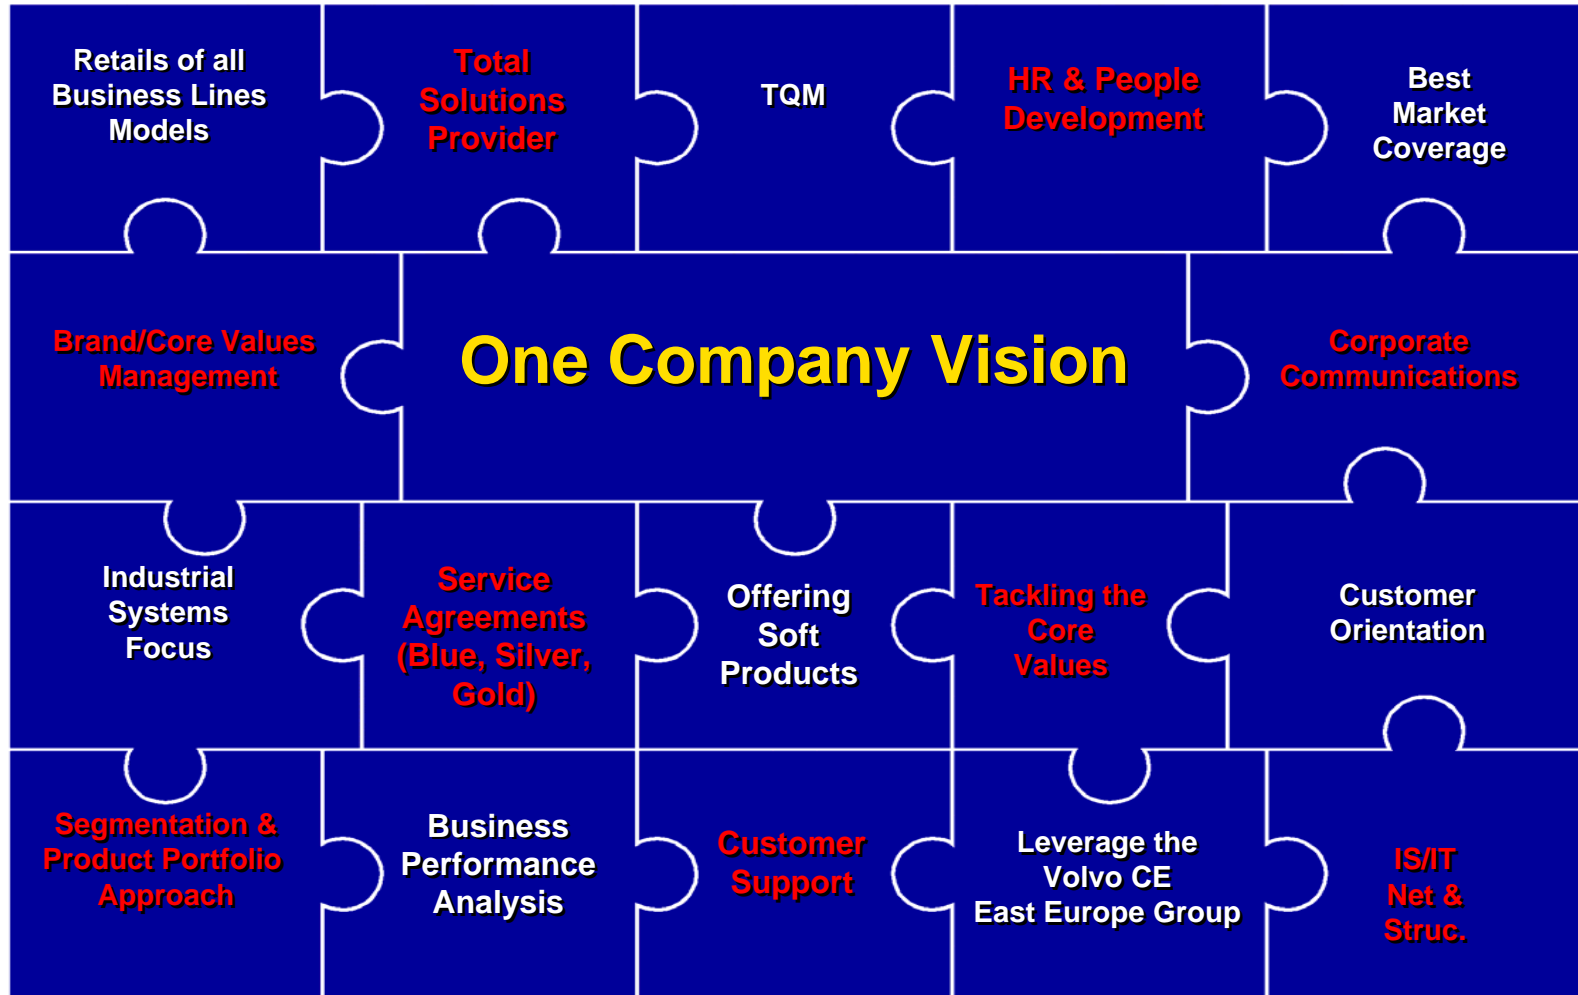 Retails of all
Business Lines
Models
Total
Solutions
Provider
TQM
HR & People
Development
Best
Market
Coverage
Brand/Core Values
Management
One Company Vision
Corporate
Communications
Industrial
Systems
Focus
Service
Agreements
(Blue, Silver,
Gold)
Offering
Soft
Products
Tackling the
Core
Values
Customer
Orientation
Segmentation &
Product Portfolio
Approach
Business
Performance
Analysis
Customer
Support
Leverage the
Volvo CE
East Europe Group
IS/IT
Net &
Struc.